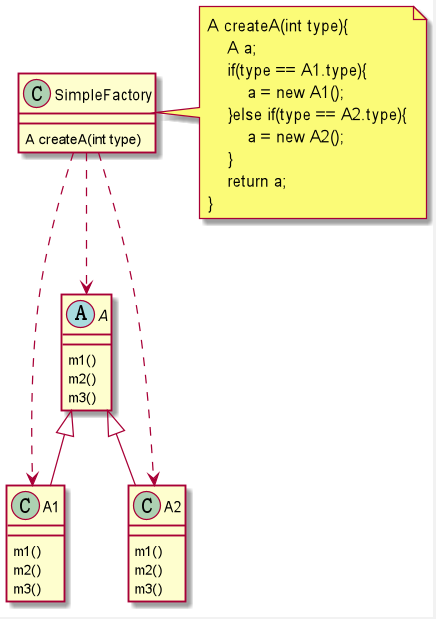 A createA(int type){
A a;
if(type == A1.type){
a = new A1();
}else if(type == A2.type){
a = new A2();
}
return a;
}
C SimpleFactory
A createA(int type)
A A
m1()
m2()
m3()
C A1
m1()
m2()
m3()
C A2
m1()
m2()
m3()